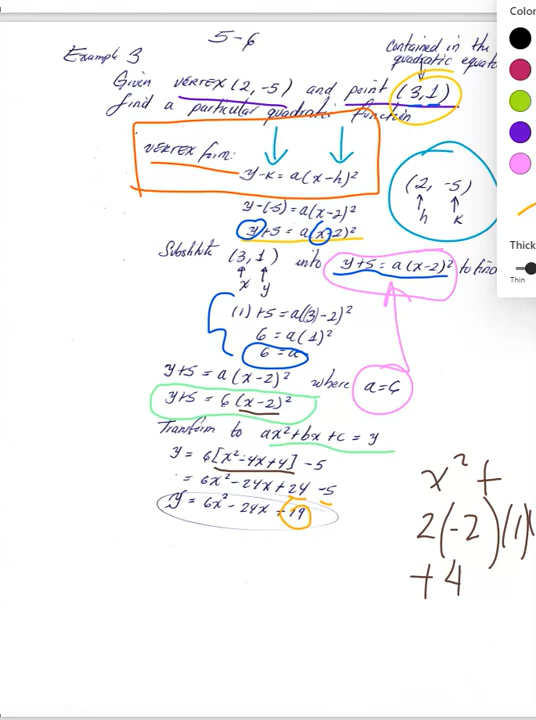 5-6
Example 3
contained in the
quadratic equat
Given VERTEX (2, -5) and point (3, 1)
find a particular quadratic function
VERTEX form:
y-k = a(x-h)²
(2, -5)
h k
y-(-5) = a(x-2)²
y+5 = a(x-2)²
Substitute (3, 1) into y+5 = a(x-2)² to find
x y
(1)+5 = a((3)-2)²
6 = a(1)²
6 = a
y+5 = a(x-2)² where a=6
y+5 = 6(x-2)²
Transform to ax²+bx+c = y
y = 6[x²-4x+4]-5
= 6x²-24x+24-5
y = 6x²-24x+19
x²+
2(-2)(1)
+4
Color
Thick
Thin